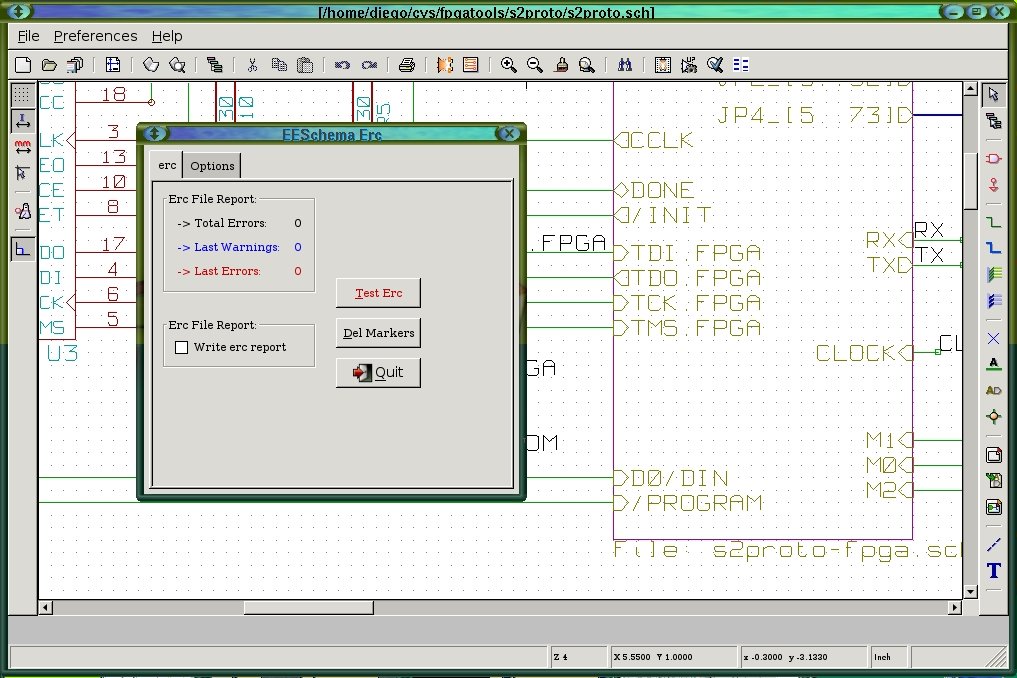 [/home/diego/cvs/fpgatools/s2proto/s2proto.sch]
File Preferences Help
CC 18
30
10
30
R5
JP4_[5..73]
LK 3
EO 13
CE 10
ET 8
DO 17
DI 4
CK 6
MS 5
U3
EESchema Erc
erc Options
Erc File Report:
-> Total Errors: 0
-> Last Warnings: 0
-> Last Errors: 0
Test Erc
Erc File Report:
Write erc report
Del Markers
Quit
.FPGA
GA
OM
CCLK
DONE
/INIT
TDI.FPGA
TDO.FPGA
TCK.FPGA
TMS.FPGA
RX RX
TXD TX
CLOCK CL
M1
M0
M2
D0/DIN
/PROGRAM
File: s2proto-fpga.sch
mm
A
T
Z 4
X 5.5500 Y 1.0000
x -0.3000 y -3.1330
Inch